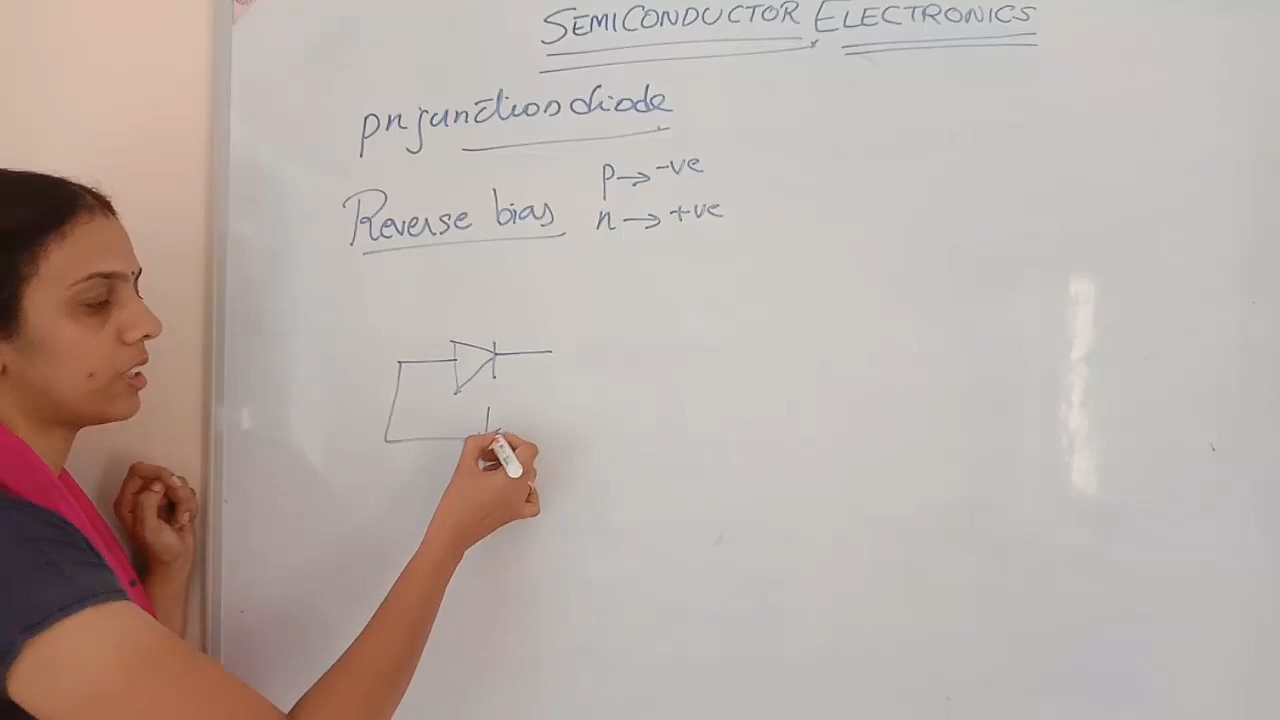 SEMICONDUCTOR ELECTRONICS
pn junction diode
Reverse bias
p→ -ve
n → +ve